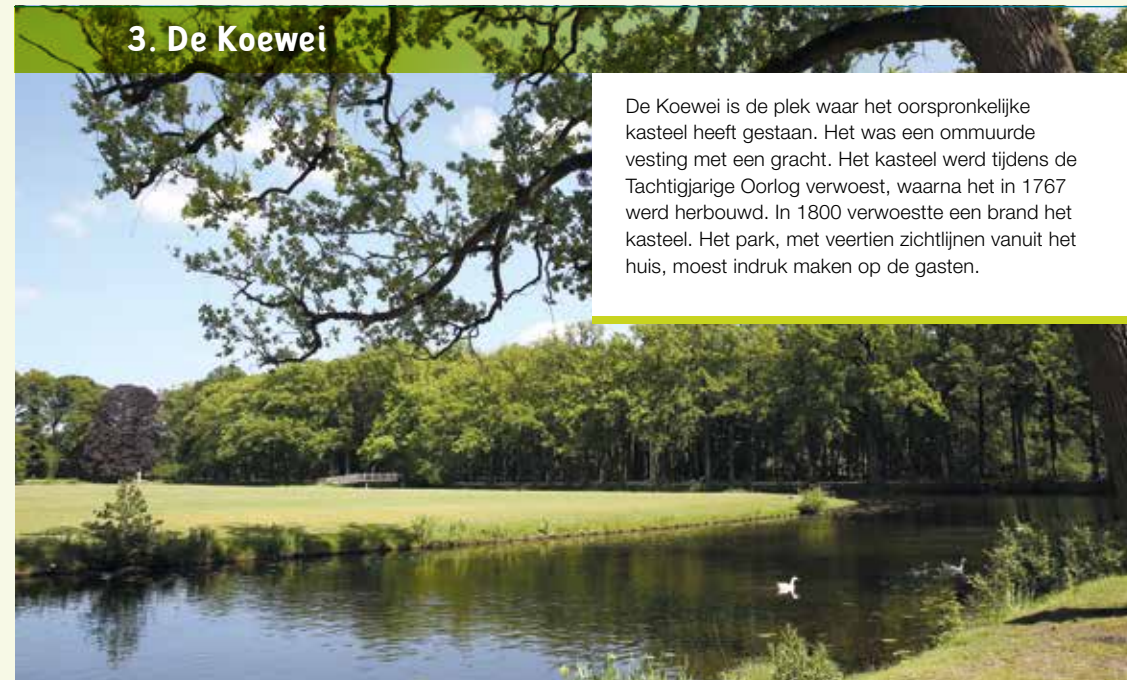 3. De Koewei
De Koewei is de plek waar het oorspronkelijke
kasteel heeft gestaan. Het was een ommuurde
vesting met een gracht. Het kasteel werd tijdens de
Tachtigjarige Oorlog verwoest, waarna het in 1767
werd herbouwd. In 1800 verwoestte een brand het
kasteel. Het park, met veertien zichtlijnen vanuit het
huis, moest indruk maken op de gasten.